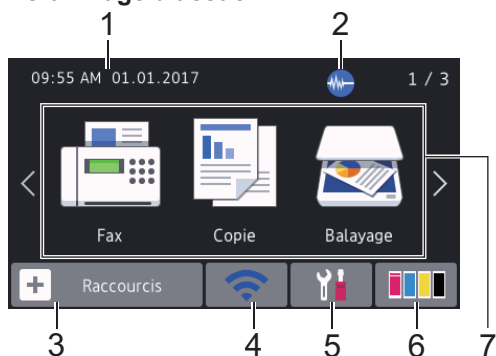 1 2
09:55 AM 01.01.2017 1 / 3
Fax Copie Balayage
Raccourcis
3 4 5 6 7